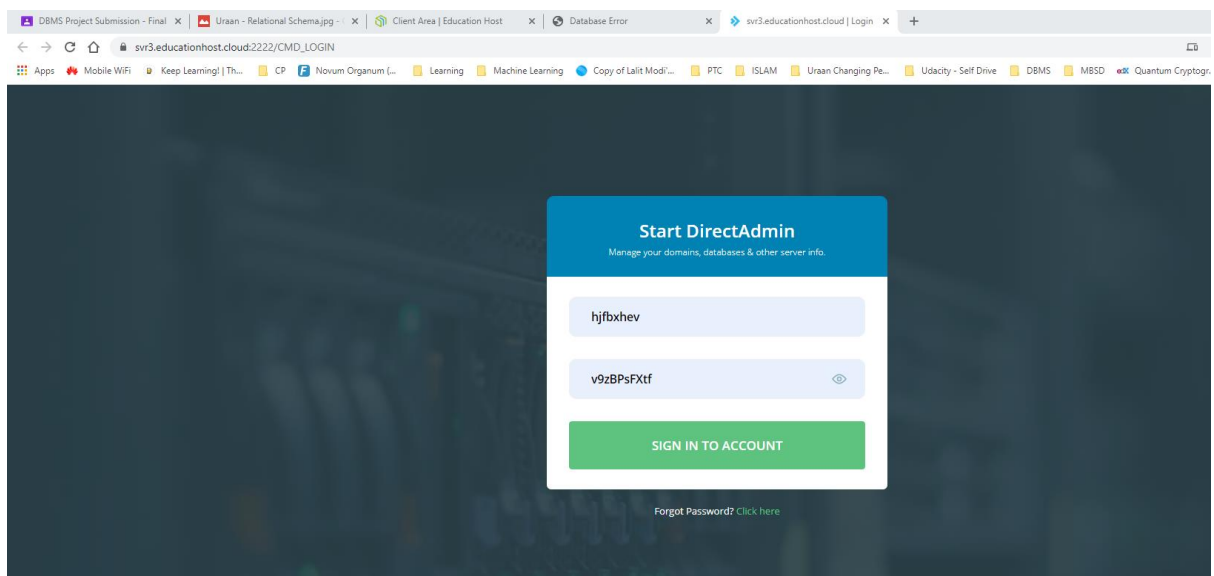 DBMS Project Submission - Final
Uraan - Relational Schema.jpg -
Client Area | Education Host
Database Error
svr3.educationhost.cloud | Login
svr3.educationhost.cloud:2222/CMD_LOGIN
Apps Mobile WiFi Keep Learning! | Th... CP Novum Organum (... Learning Machine Learning Copy of Lalit Modi'... PTC ISLAM Uraan Changing Pe... Udacity - Self Drive DBMS MBSD edX Quantum Cryptogr
Start DirectAdmin
Manage your domains, databases & other server info.
hjfbxhev
v9zBPsFXtf
SIGN IN TO ACCOUNT
Forgot Password? Click here